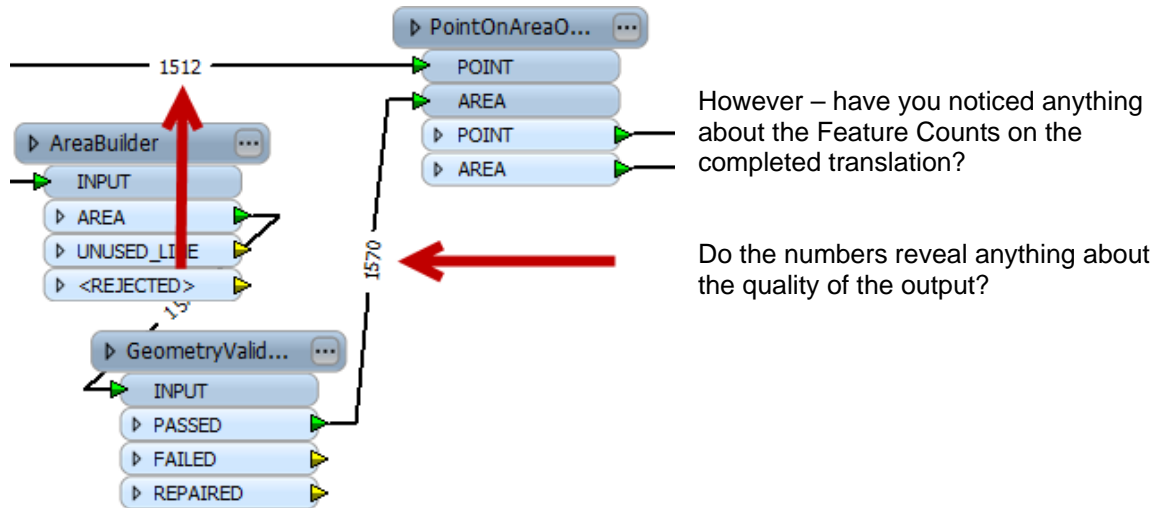 PointOnAreaO...
1512
POINT
AREA
AreaBuilder
POINT
INPUT
AREA
AREA
UNUSED_LINE
<REJECTED>
1570
GeometryValid...
INPUT
PASSED
FAILED
REPAIRED
However – have you noticed anything
about the Feature Counts on the
completed translation?
Do the numbers reveal anything about
the quality of the output?